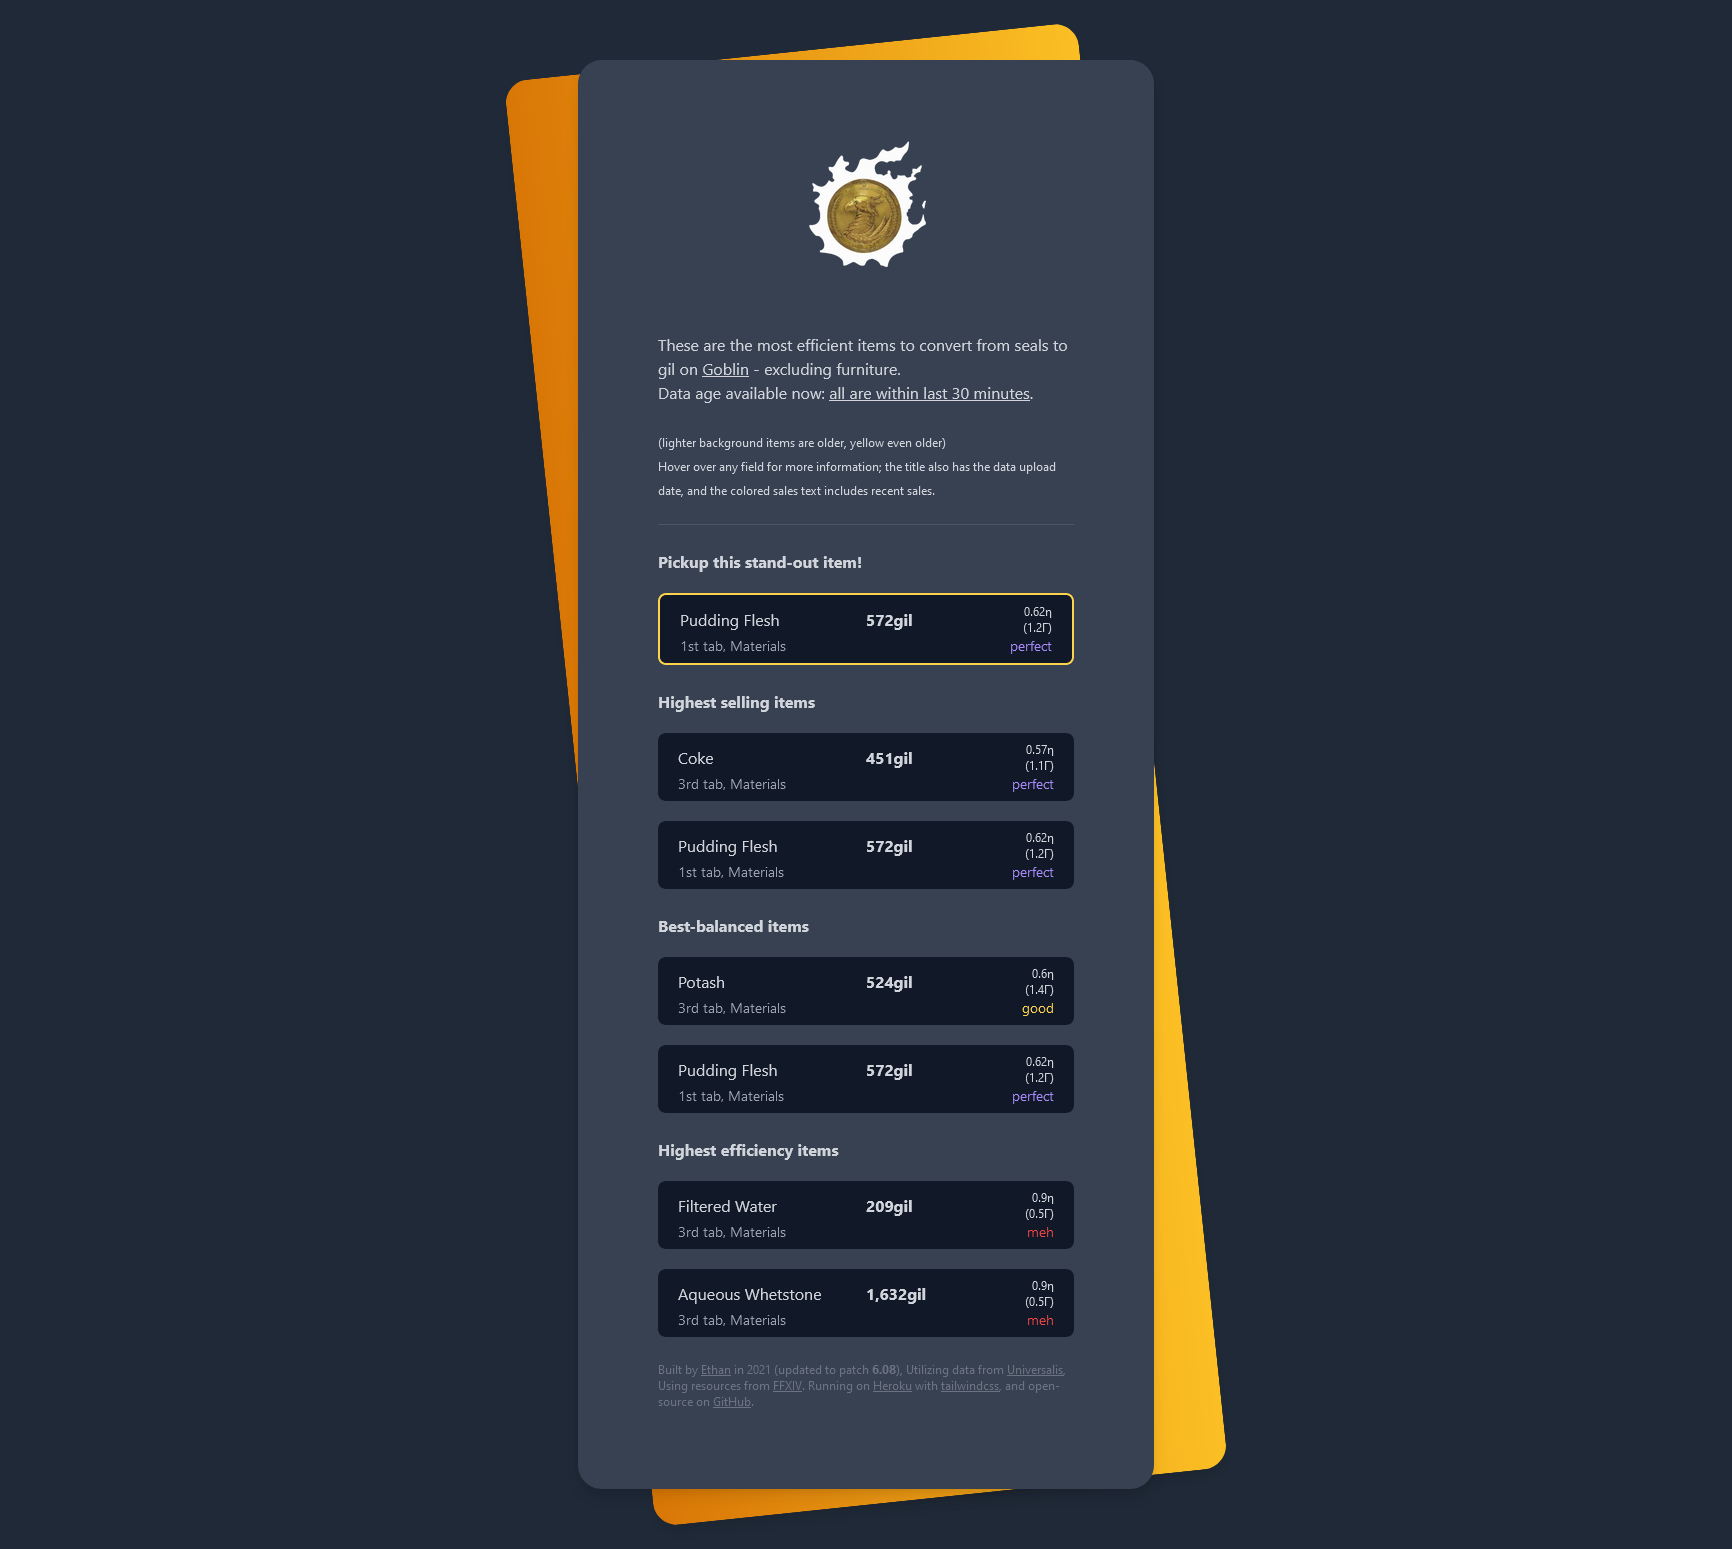 These are the most efficient items to convert from seals to
gil on Goblin - excluding furniture.
Data age available now: all are within last 30 minutes.
(lighter background items are older, yellow even older)
Hover over any field for more information; the title also has the data upload
date, and the colored sales text includes recent sales.
Pickup this stand-out item!
Pudding Flesh 572gil 0.62η
(1.2Γ)
1st tab, Materials perfect
Highest selling items
Coke 451gil 0.57η
(1.1Γ)
3rd tab, Materials perfect
Pudding Flesh 572gil 0.62η
(1.2Γ)
1st tab, Materials perfect
Best-balanced items
Potash 524gil 0.6η
(1.4Γ)
3rd tab, Materials good
Pudding Flesh 572gil 0.62η
(1.2Γ)
1st tab, Materials perfect
Highest efficiency items
Filtered Water 209gil 0.9η
(0.5Γ)
3rd tab, Materials meh
Aqueous Whetstone 1,632gil 0.9η
(0.5Γ)
3rd tab, Materials meh
Built by Ethan in 2021 (updated to patch 6.08), Utilizing data from Universalis,
Using resources from FFXIV. Running on Heroku with tailwindcss, and open-
source on GitHub.